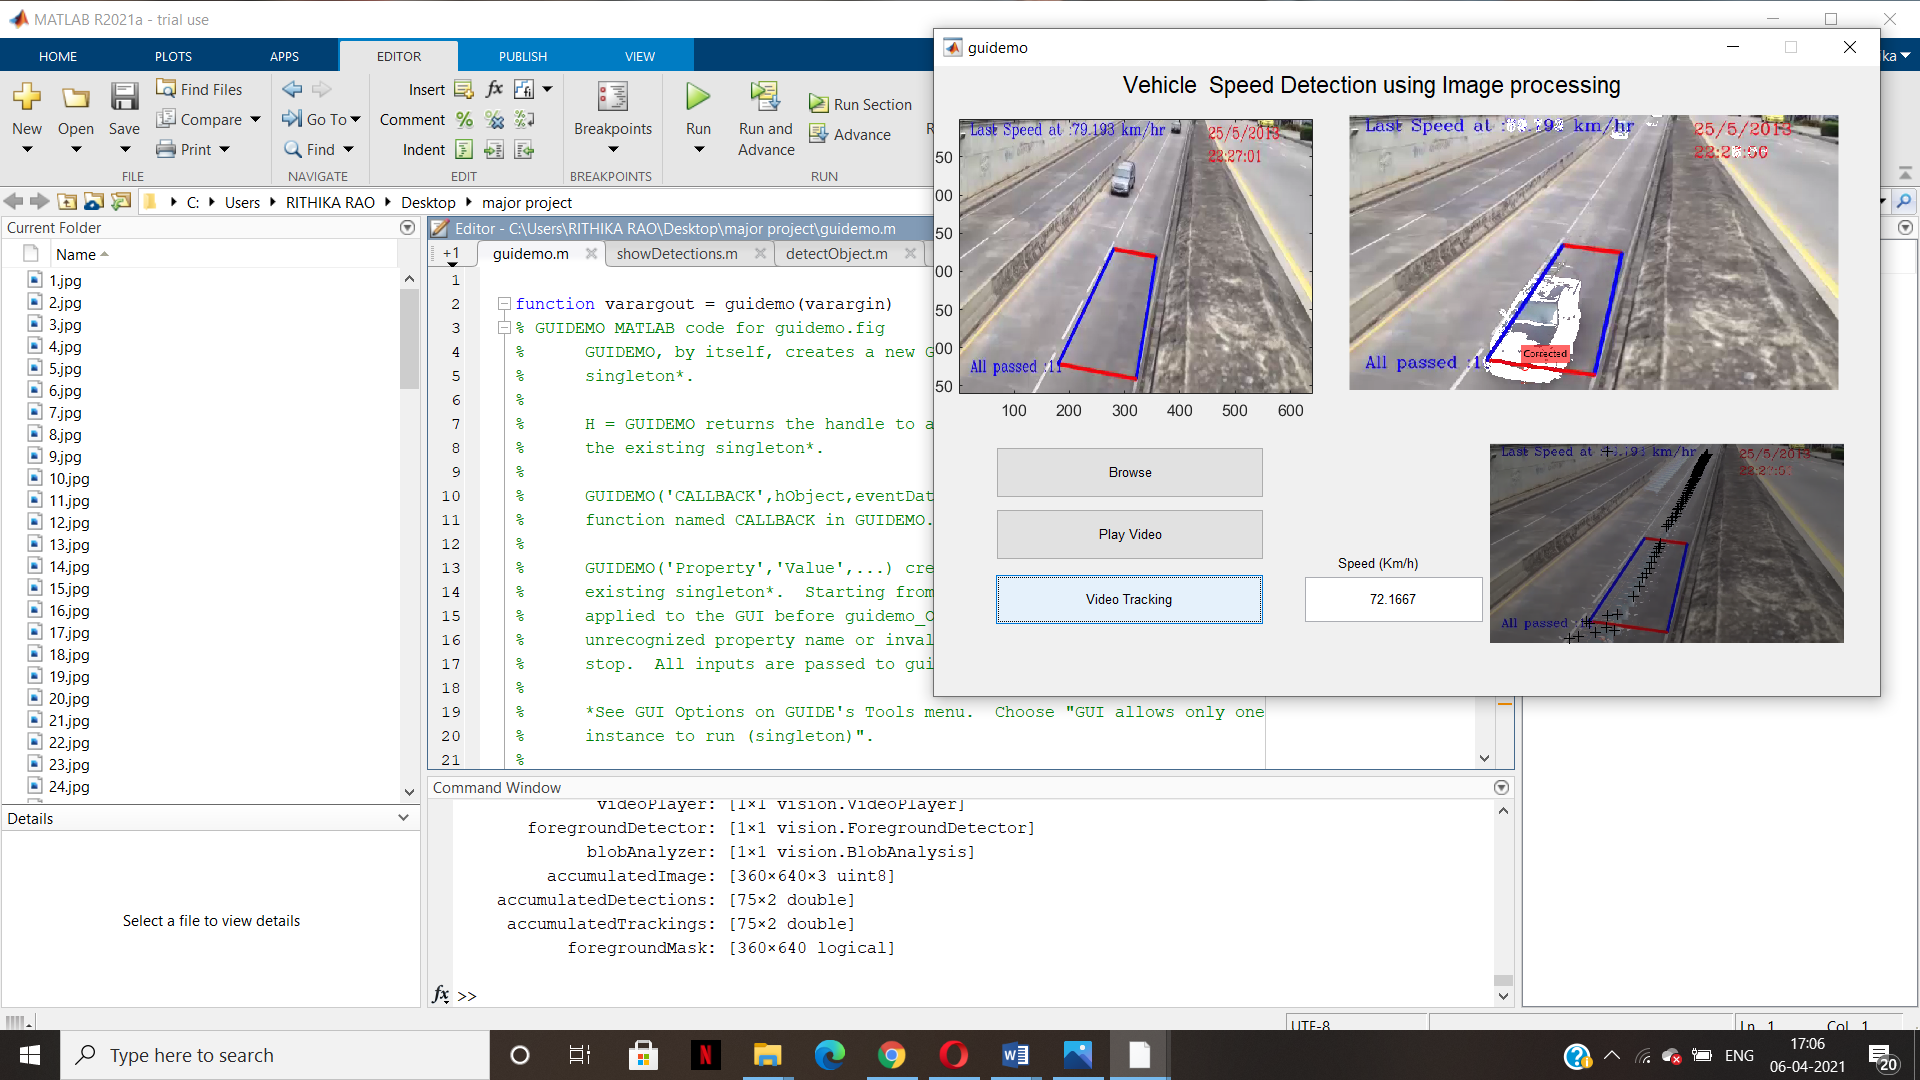 MATLAB R2021a - trial use
HOME PLOTS APPS EDITOR PUBLISH VIEW
New Open Save
Find Files
Compare
Print
FILE
Go To
Find
NAVIGATE
Insert fx
Comment
Indent
EDIT
Breakpoints
BREAKPOINTS
Run
Run and Advance
Run Section
Advance
RUN
C: Users RITHIKA RAO Desktop major project
Current Folder
Name
1.jpg
2.jpg
3.jpg
4.jpg
5.jpg
6.jpg
7.jpg
8.jpg
9.jpg
10.jpg
11.jpg
12.jpg
13.jpg
14.jpg
15.jpg
16.jpg
17.jpg
18.jpg
19.jpg
20.jpg
21.jpg
22.jpg
23.jpg
24.jpg
Details
Select a file to view details
Editor - C:\Users\RITHIKA RAO\Desktop\major project\guidemo.m
+1 guidemo.m showDetections.m detectObject.m
1
2 function varargout = guidemo(varargin)
3 % GUIDEMO MATLAB code for guidemo.fig
4 % GUIDEMO, by itself, creates a new G
5 % singleton*.
6 %
7 % H = GUIDEMO returns the handle to a
8 % the existing singleton*.
9 %
10 % GUIDEMO('CALLBACK',hObject,eventDat
11 % function named CALLBACK in GUIDEMO.
12 %
13 % GUIDEMO('Property','Value',...) cre
14 % existing singleton*.  Starting from
15 % applied to the GUI before guidemo_O
16 % unrecognized property name or inval
17 % stop.  All inputs are passed to gui
18 %
19 % *See GUI Options on GUIDE's Tools menu.  Choose "GUI allows only one
20 % instance to run (singleton)".
21 %
Command Window
videoPlayer: [1×1 vision.VideoPlayer]
foregroundDetector: [1×1 vision.ForegroundDetector]
blobAnalyzer: [1×1 vision.BlobAnalysis]
accumulatedImage: [360×640×3 uint8]
accumulatedDetections: [75×2 double]
accumulatedTrackings: [75×2 double]
foregroundMask: [360×640 logical]
fx >>
guidemo
Vehicle Speed Detection using Image processing
Last Speed at :79.193 km/hr
25/5/2013
22:27:01
All passed :11
50
00
50
00
50
00
50
100 200 300 400 500 600
Last Speed at km/hr
25/5/2013
Corrected
All passed
Browse
Play Video
Video Tracking
Speed (Km/h)
72.1667
Last Speed at km/hr
25/5/2013
All passed
ika
UTF-8
Ln 1 Col 1
Type here to search
ENG
17:06
06-04-2021
20